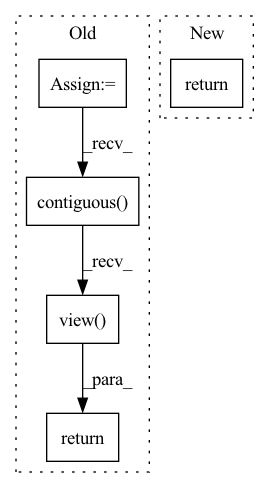 Old
New
Assign:=
return
_recv_
contiguous()
_recv_
view()
_para_
return